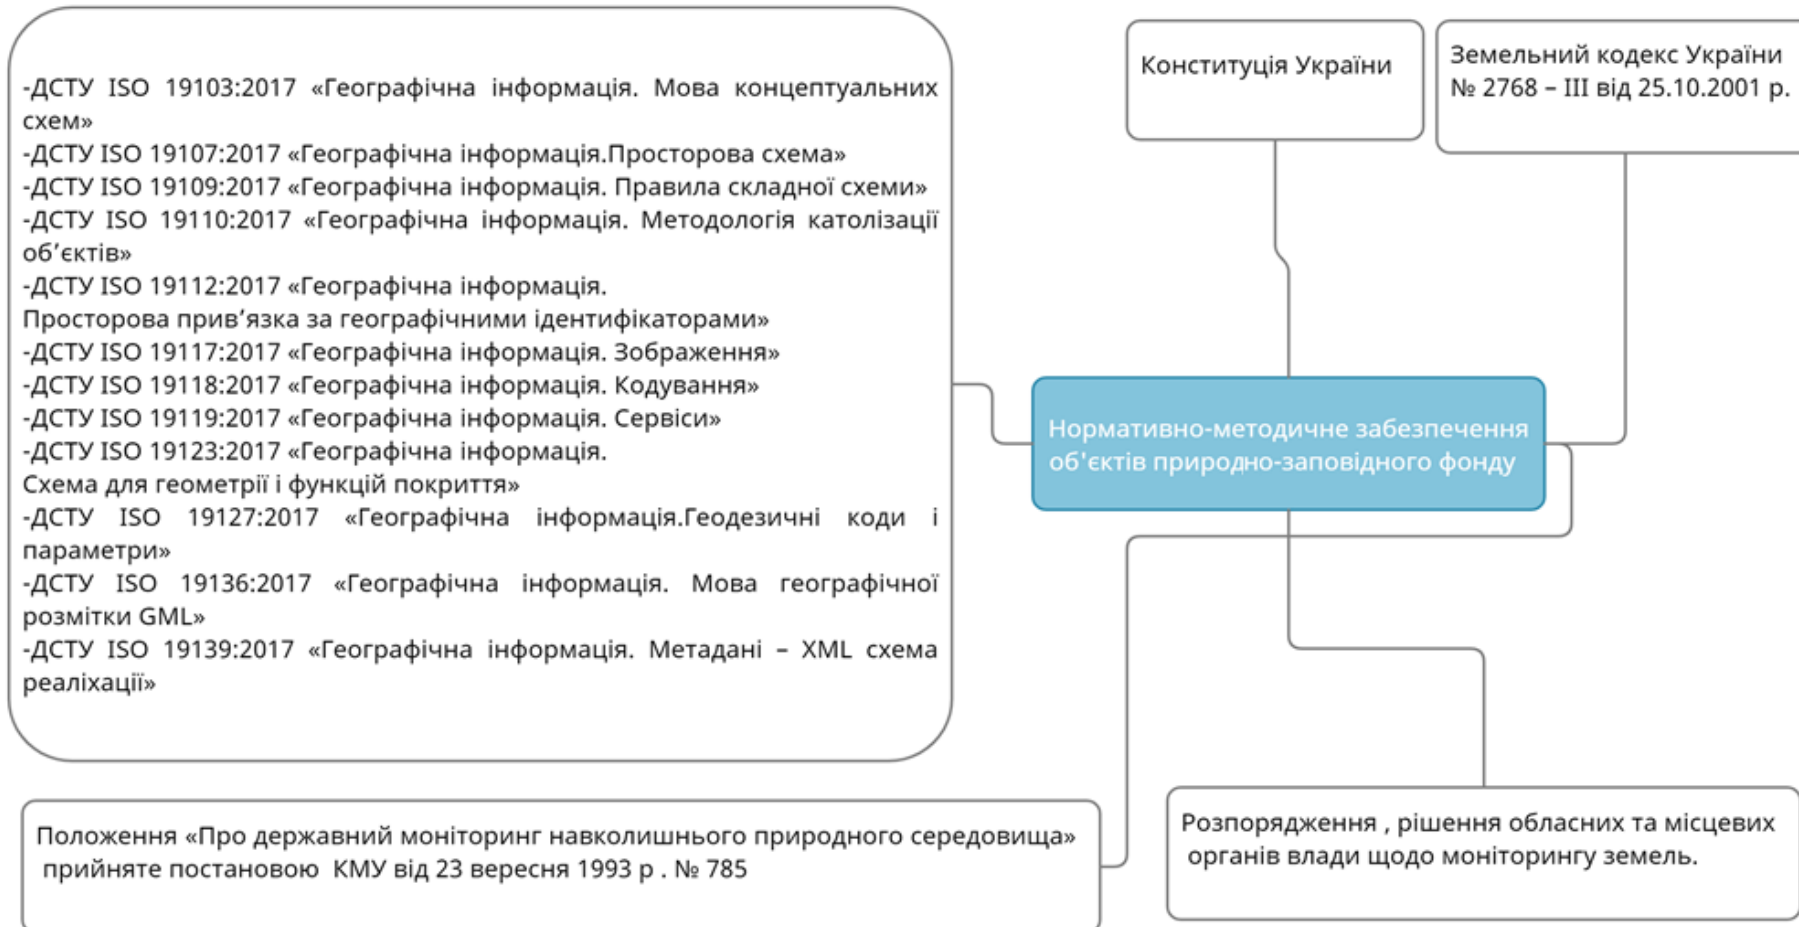 -ДСТУ ISO 19103:2017 «Географічна інформація. Мова концептуальних
схем»
-ДСТУ ISO 19107:2017 «Географічна інформація.Просторова схема»
-ДСТУ ISO 19109:2017 «Географічна інформація. Правила складної схеми»
-ДСТУ ISO 19110:2017 «Географічна інформація. Методологія католізації
об’єктів»
-ДСТУ ISO 19112:2017 «Географічна інформація.
Просторова прив’язка за географічними ідентифікаторами»
-ДСТУ ISO 19117:2017 «Географічна інформація. Зображення»
-ДСТУ ISO 19118:2017 «Географічна інформація. Кодування»
-ДСТУ ISO 19119:2017 «Географічна інформація. Сервіси»
-ДСТУ ISO 19123:2017 «Географічна інформація.
Схема для геометрії і функцій покриття»
-ДСТУ ISO 19127:2017 «Географічна інформація.Геодезичні коди і
параметри»
-ДСТУ ISO 19136:2017 «Географічна інформація. Мова географічної
розмітки GML»
-ДСТУ ISO 19139:2017 «Географічна інформація. Метадані – XML схема
реаліхації»
Конституція України
Земельний кодекс України
№ 2768 – III від 25.10.2001 р.
Нормативно-методичне забезпечення
об'єктів природно-заповідного фонду
Положення «Про державний моніторинг навколишнього природного середовища»
прийняте постановою КМУ від 23 вересня 1993 р . № 785
Розпорядження , рішення обласних та місцевих
органів влади щодо моніторингу земель.